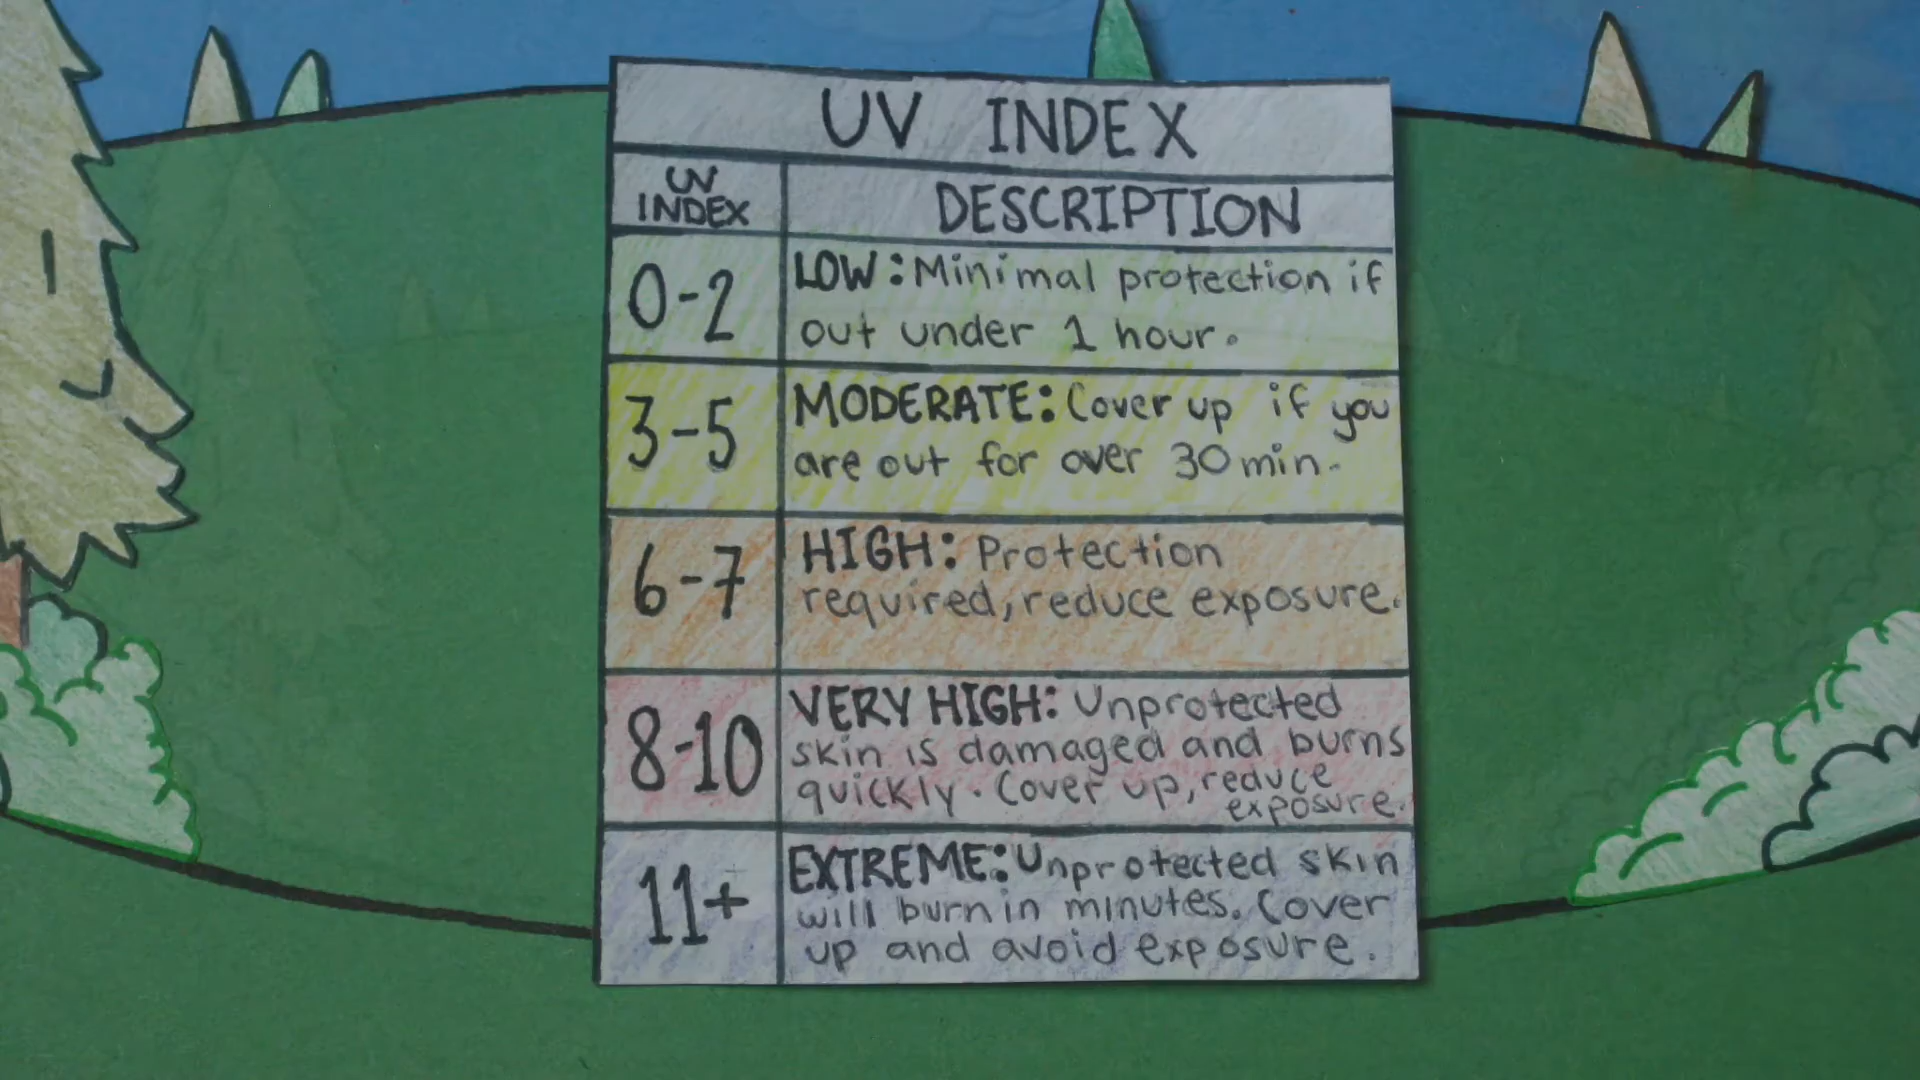 UV INDEX
UV
INDEX
DESCRIPTION
0-2
LOW: Minimal protection if
out under 1 hour.
3-5
MODERATE: Cover up if you
are out for over 30 min.
6-7
HIGH: Protection
required, reduce exposure.
8-10
VERY HIGH: Unprotected
skin is damaged and burns
quickly. Cover up, reduce
exposure.
11+
EXTREME: Unprotected skin
will burn in minutes. Cover
up and avoid exposure.